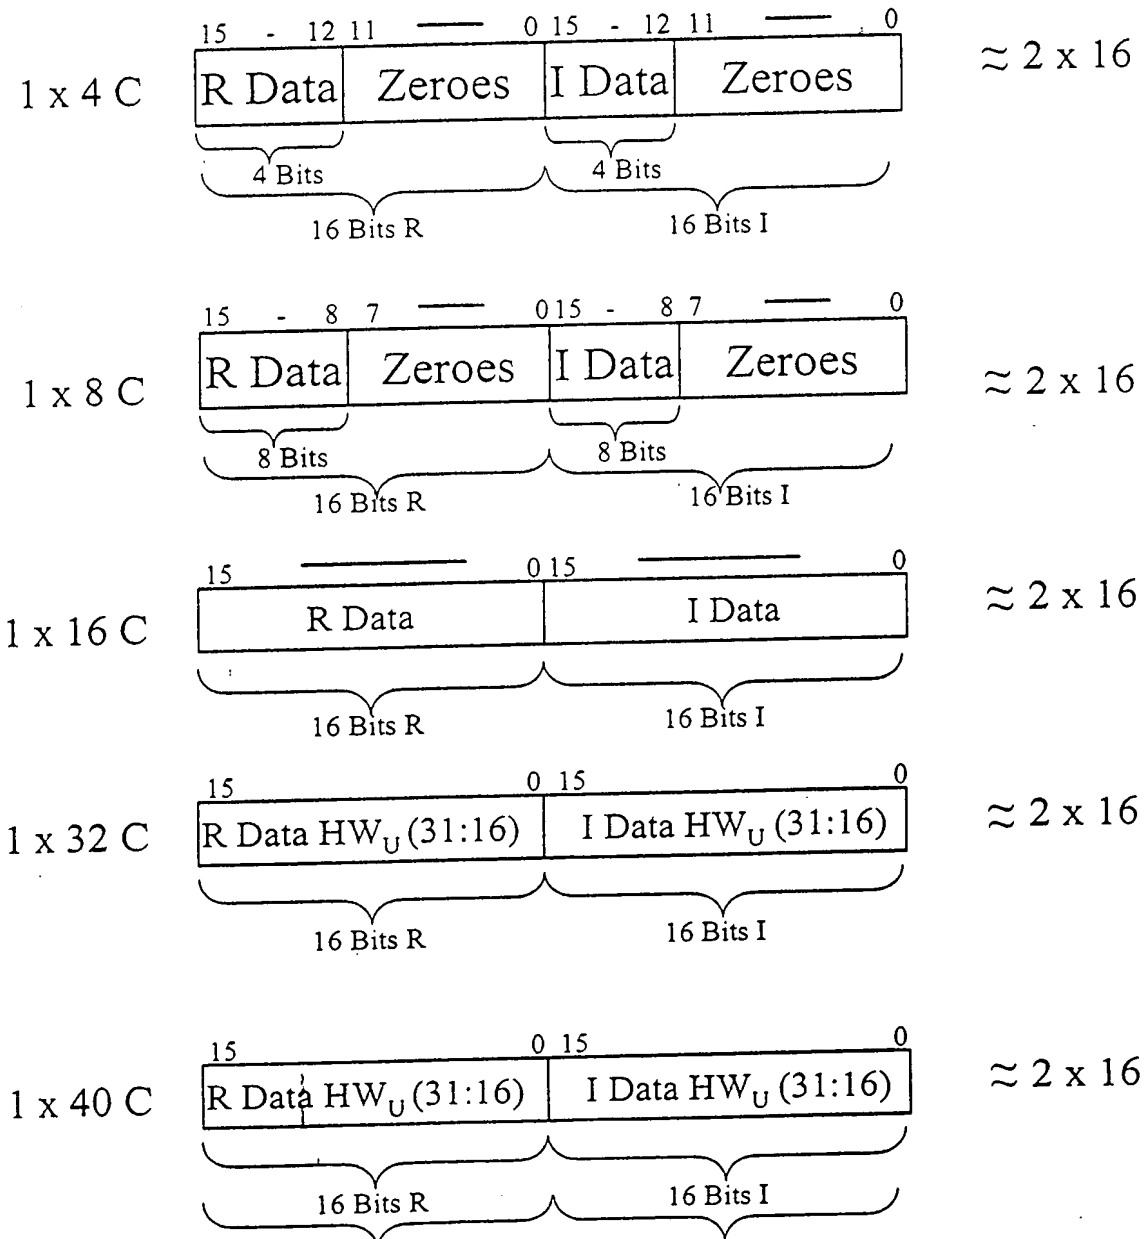 15 - 12 11 0 15 - 12 11 0
1 x 4 C R Data Zeroes I Data Zeroes ≈ 2 x 16
4 Bits 4 Bits
16 Bits R 16 Bits I
15 - 8 7 0 15 - 8 7 0
1 x 8 C R Data Zeroes I Data Zeroes ≈ 2 x 16
8 Bits 8 Bits
16 Bits R 16 Bits I
15 0 15 0
1 x 16 C R Data I Data ≈ 2 x 16
16 Bits R 16 Bits I
15 0 15 0
1 x 32 C R Data HWU (31:16) I Data HWU (31:16) ≈ 2 x 16
16 Bits R 16 Bits I
15 0 15 0
1 x 40 C R Data HWU (31:16) I Data HWU (31:16) ≈ 2 x 16
16 Bits R 16 Bits I